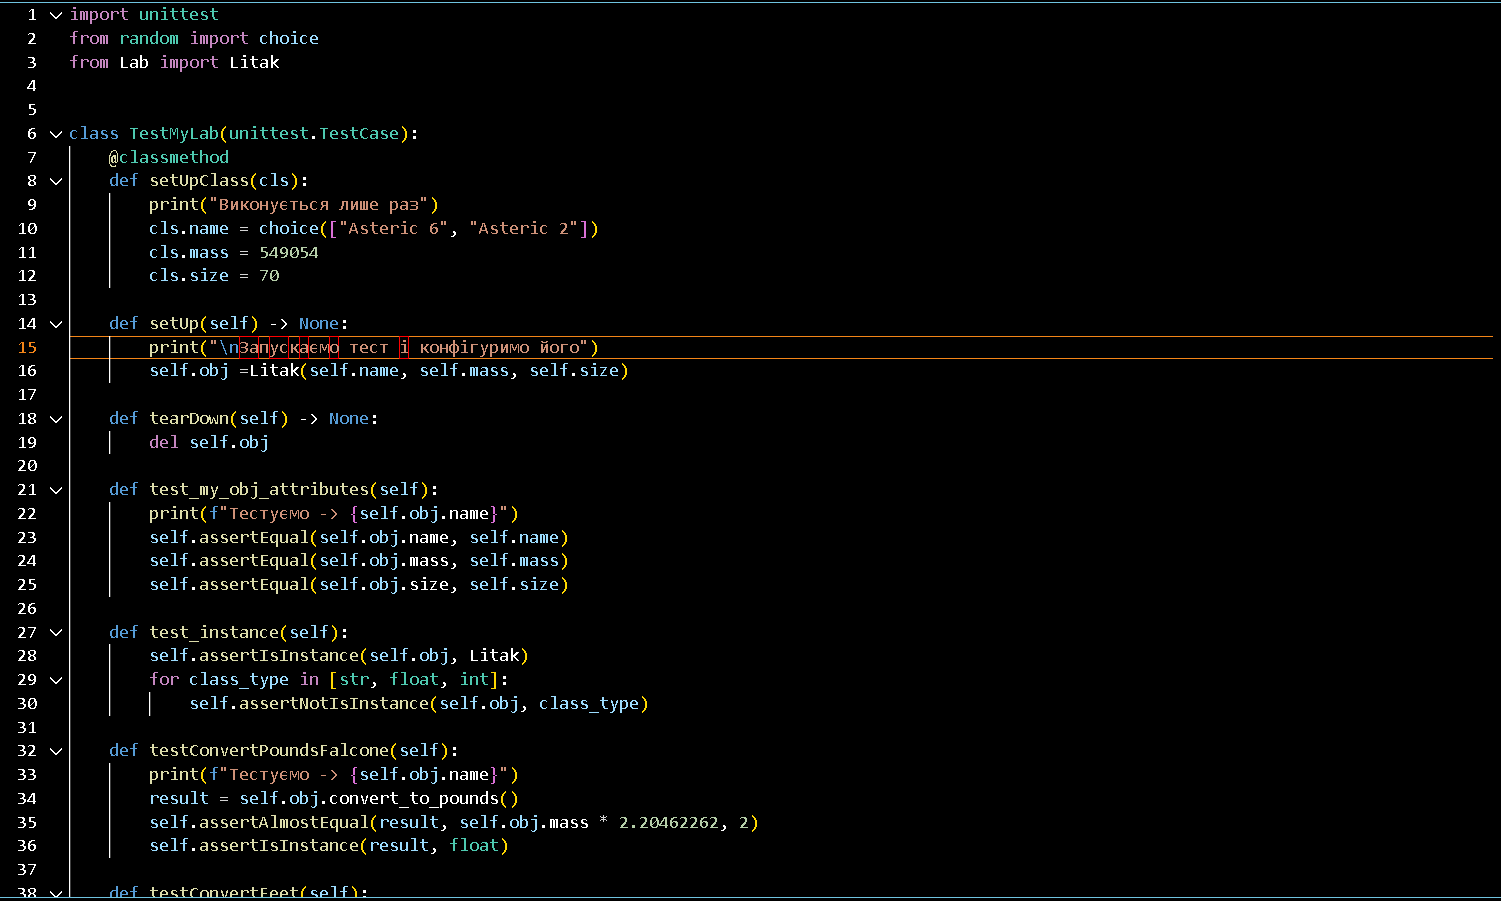 1 import unittest
2 from random import choice
3 from Lab import Litak
4
5
6 class TestMyLab(unittest.TestCase):
7     @classmethod
8     def setUpClass(cls):
9         print("Виконується лише раз")
10         cls.name = choice(["Asteric 6", "Asteric 2"])
11         cls.mass = 549054
12         cls.size = 70
13
14     def setUp(self) -> None:
15         print("\nЗапускаємо тест і конфігуримо його")
16         self.obj =Litak(self.name, self.mass, self.size)
17
18     def tearDown(self) -> None:
19         del self.obj
20
21     def test_my_obj_attributes(self):
22         print(f"Тестуємо -> {self.obj.name}")
23         self.assertEqual(self.obj.name, self.name)
24         self.assertEqual(self.obj.mass, self.mass)
25         self.assertEqual(self.obj.size, self.size)
26
27     def test_instance(self):
28         self.assertIsInstance(self.obj, Litak)
29         for class_type in [str, float, int]:
30             self.assertNotIsInstance(self.obj, class_type)
31
32     def testConvertPoundsFalcone(self):
33         print(f"Тестуємо -> {self.obj.name}")
34         result = self.obj.convert_to_pounds()
35         self.assertAlmostEqual(result, self.obj.mass * 2.20462262, 2)
36         self.assertIsInstance(result, float)
37
38     def testConvertFeet(self):